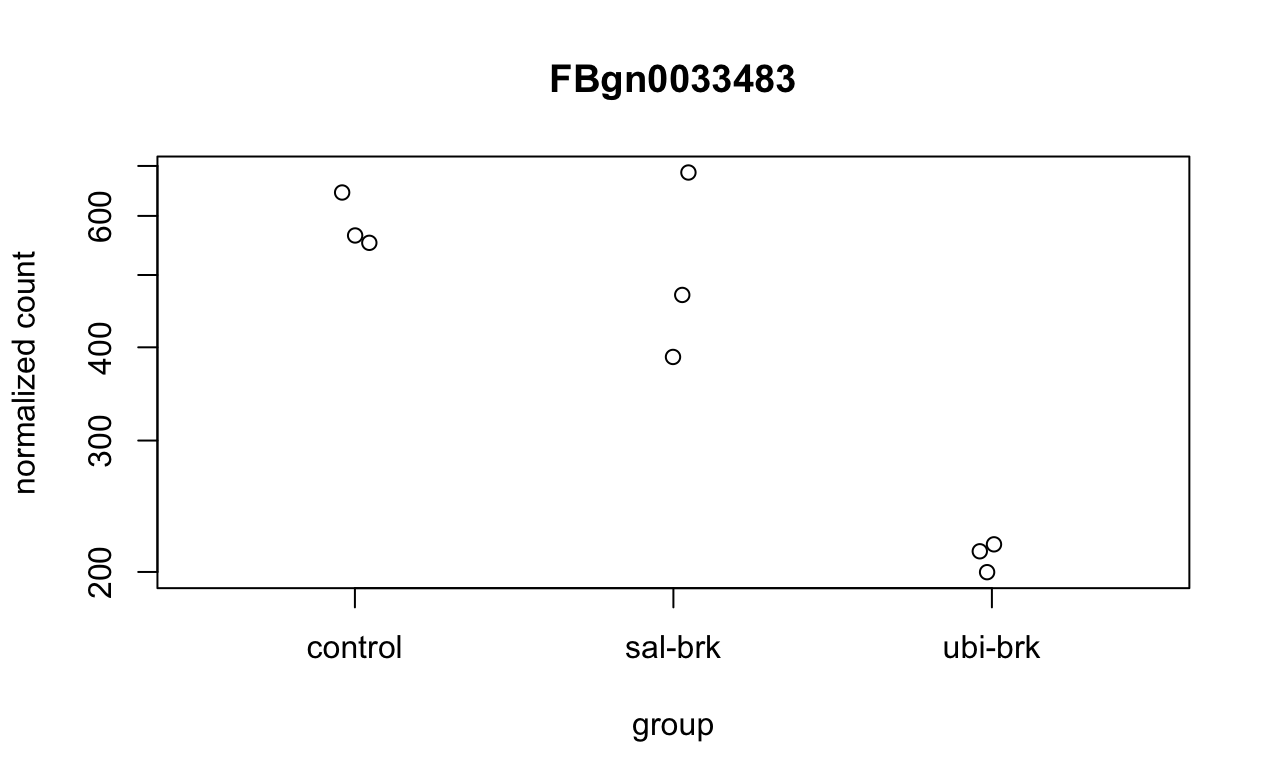 FBgn0033483
normalized count
600
400
300
200
control
sal-brk
ubi-brk
group